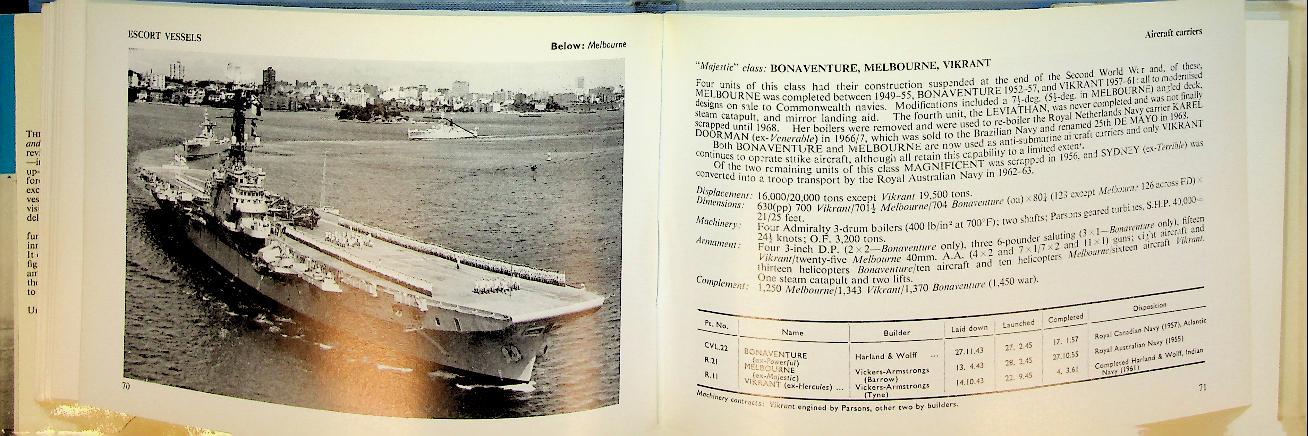 ESCORT VESSELS
Below: Melbourne
70
Aircraft carriers
"Majestic" class: BONAVENTURE, MELBOURNE, VIKRANT
Four units of this class had their construction suspended at the end of the Second World War and, of these,
MELBOURNE was completed between 1949-55, BONAVENTURE 1952-57, and VIKRANT 1957-61: all to modernised
designs on sale to Commonwealth navies. Modifications included a 7½-deg. (5½-deg. in MELBOURNE) angled deck,
steam catapult, and mirror landing aid. The fourth unit, the LEVIATHAN, was never completed and was not finally
scrapped until 1968. Her boilers were removed and were used to re-boiler the Royal Netherlands Navy carrier KAREL
DOORMAN (ex-Venerable) in 1966/7, which was sold to the Brazilian Navy and renamed 25th DE MAYO in 1968.
Both BONAVENTURE and MELBOURNE are now used as anti-submarine aircraft carriers and only VIKRANT
continues to operate strike aircraft, although all retain this capability to a limited extent.
Of the two remaining units of this class MAGNIFICENT was scrapped in 1956, and SYDNEY (ex-Terrible) was
converted into a troop transport by the Royal Australian Navy in 1962-63.
Displacement: 16,000/20,000 tons except Vikrant 19,500 tons.
Dimensions: 630(pp) 700 Vikrant/701½ Melbourne/704 Bonaventure (oa) × 80¼ (123 except Melbourne 126 across FD) ×
21/25 feet.
Machinery: Four Admiralty 3-drum boilers (400 lb/in² at 700°F); two shafts; Parsons geared turbines, S.H.P. 40,000=
24½ knots; O.F. 3,200 tons.
Armament: Four 3-inch D.P. (2×2—Bonaventure only), three 6-pounder saluting (3×1—Bonaventure only), fifteen
Vikrant/twenty-five Melbourne 40mm. A.A. (4×2 and 7×1/7×2 and 11×1) guns; eight aircraft and
thirteen helicopters Bonaventure/ten aircraft and ten helicopters Melbourne/sixteen aircraft Vikrant.
One steam catapult and two lifts.
Complement: 1,250 Melbourne/1,343 Vikrant/1,370 Bonaventure (1,450 war).
Pt. No. Name Builder Laid down Launched Completed Disposition
CVL.22 BONAVENTURE (ex-Powerful) Harland & Wolff ... 27.11.43 27. 2.45 17. 1.57 Royal Canadian Navy (1957), Atlantic
R.21 MELBOURNE (ex-Majestic) Vickers-Armstrongs (Barrow) 13. 4.43 28. 2.45 27.10.55 Royal Australian Navy (1955)
R.11 VIKRANT (ex-Hercules) ... Vickers-Armstrongs (Tyne) 14.10.43 22. 9.45 4. 3.61 Completed Harland & Wolff, Indian Navy (1961)
Machinery contracts: Vikrant engined by Parsons, other two by builders.
71